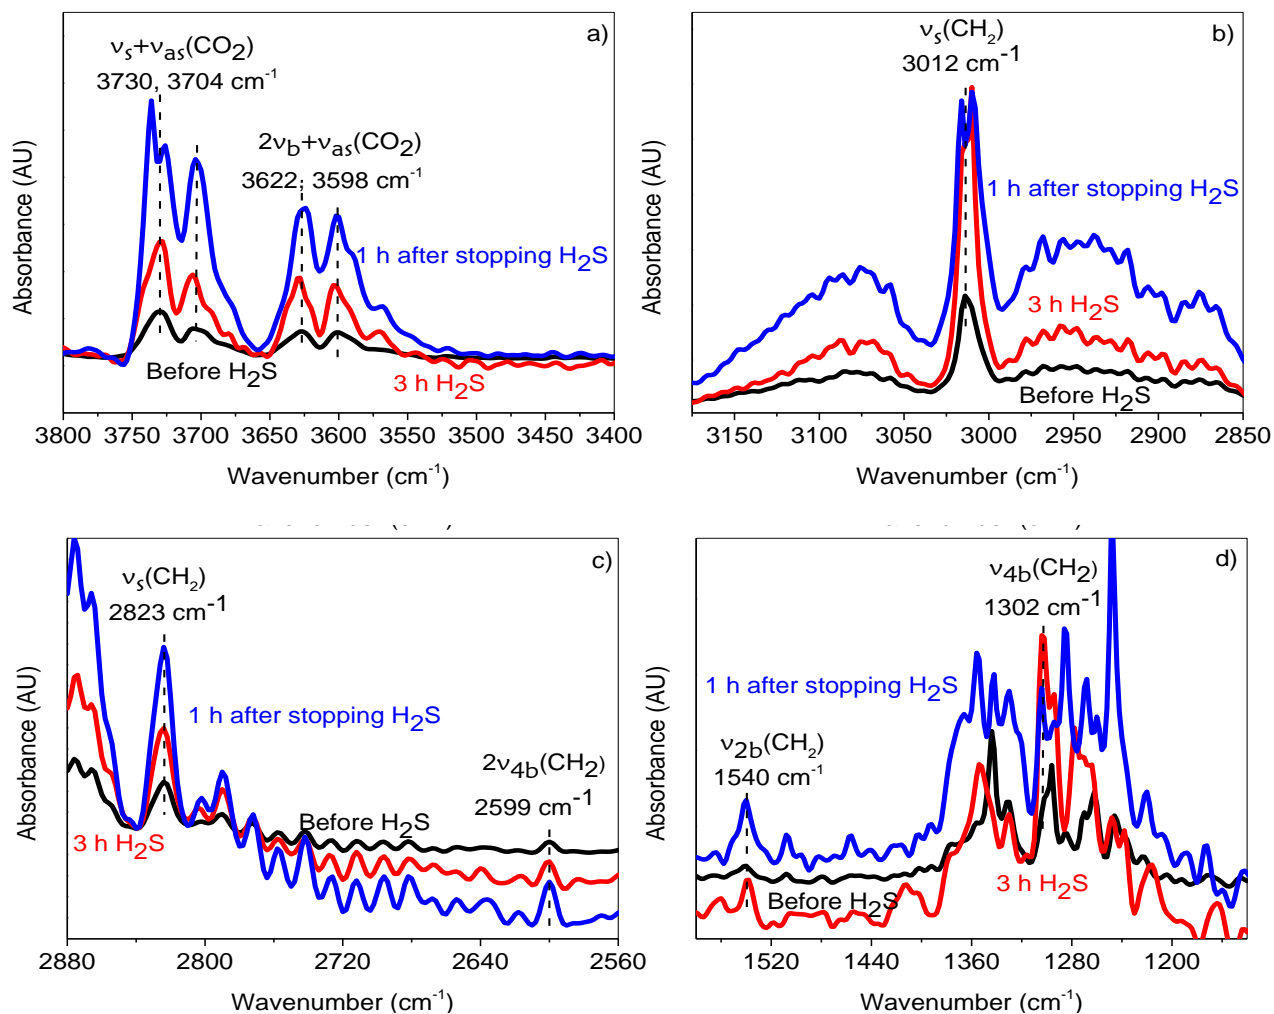 a)
νs+νas(CO2)
3730, 3704 cm-1
2νb+νas(CO2)
3622, 3598 cm-1
1 h after stopping H2S
Before H2S
3 h H2S
Absorbance (AU)
3800 3750 3700 3650 3600 3550 3500 3450 3400
Wavenumber (cm-1)
b)
νs(CH2)
3012 cm-1
1 h after stopping H2S
3 h H2S
Before H2S
Absorbance (AU)
3150 3100 3050 3000 2950 2900 2850
Wavenumber (cm-1)
c)
νs(CH2)
2823 cm-1
1 h after stopping H2S
2ν4b(CH2)
2599 cm-1
Before H2S
3 h H2S
Absorbance (AU)
2880 2800 2720 2640 2560
Wavenumber (cm-1)
d)
ν4b(CH2)
1302 cm-1
1 h after stopping H2S
ν2b(CH2)
1540 cm-1
Before H2S
3 h H2S
Absorbance (AU)
1520 1440 1360 1280 1200
Wavenumber (cm-1)